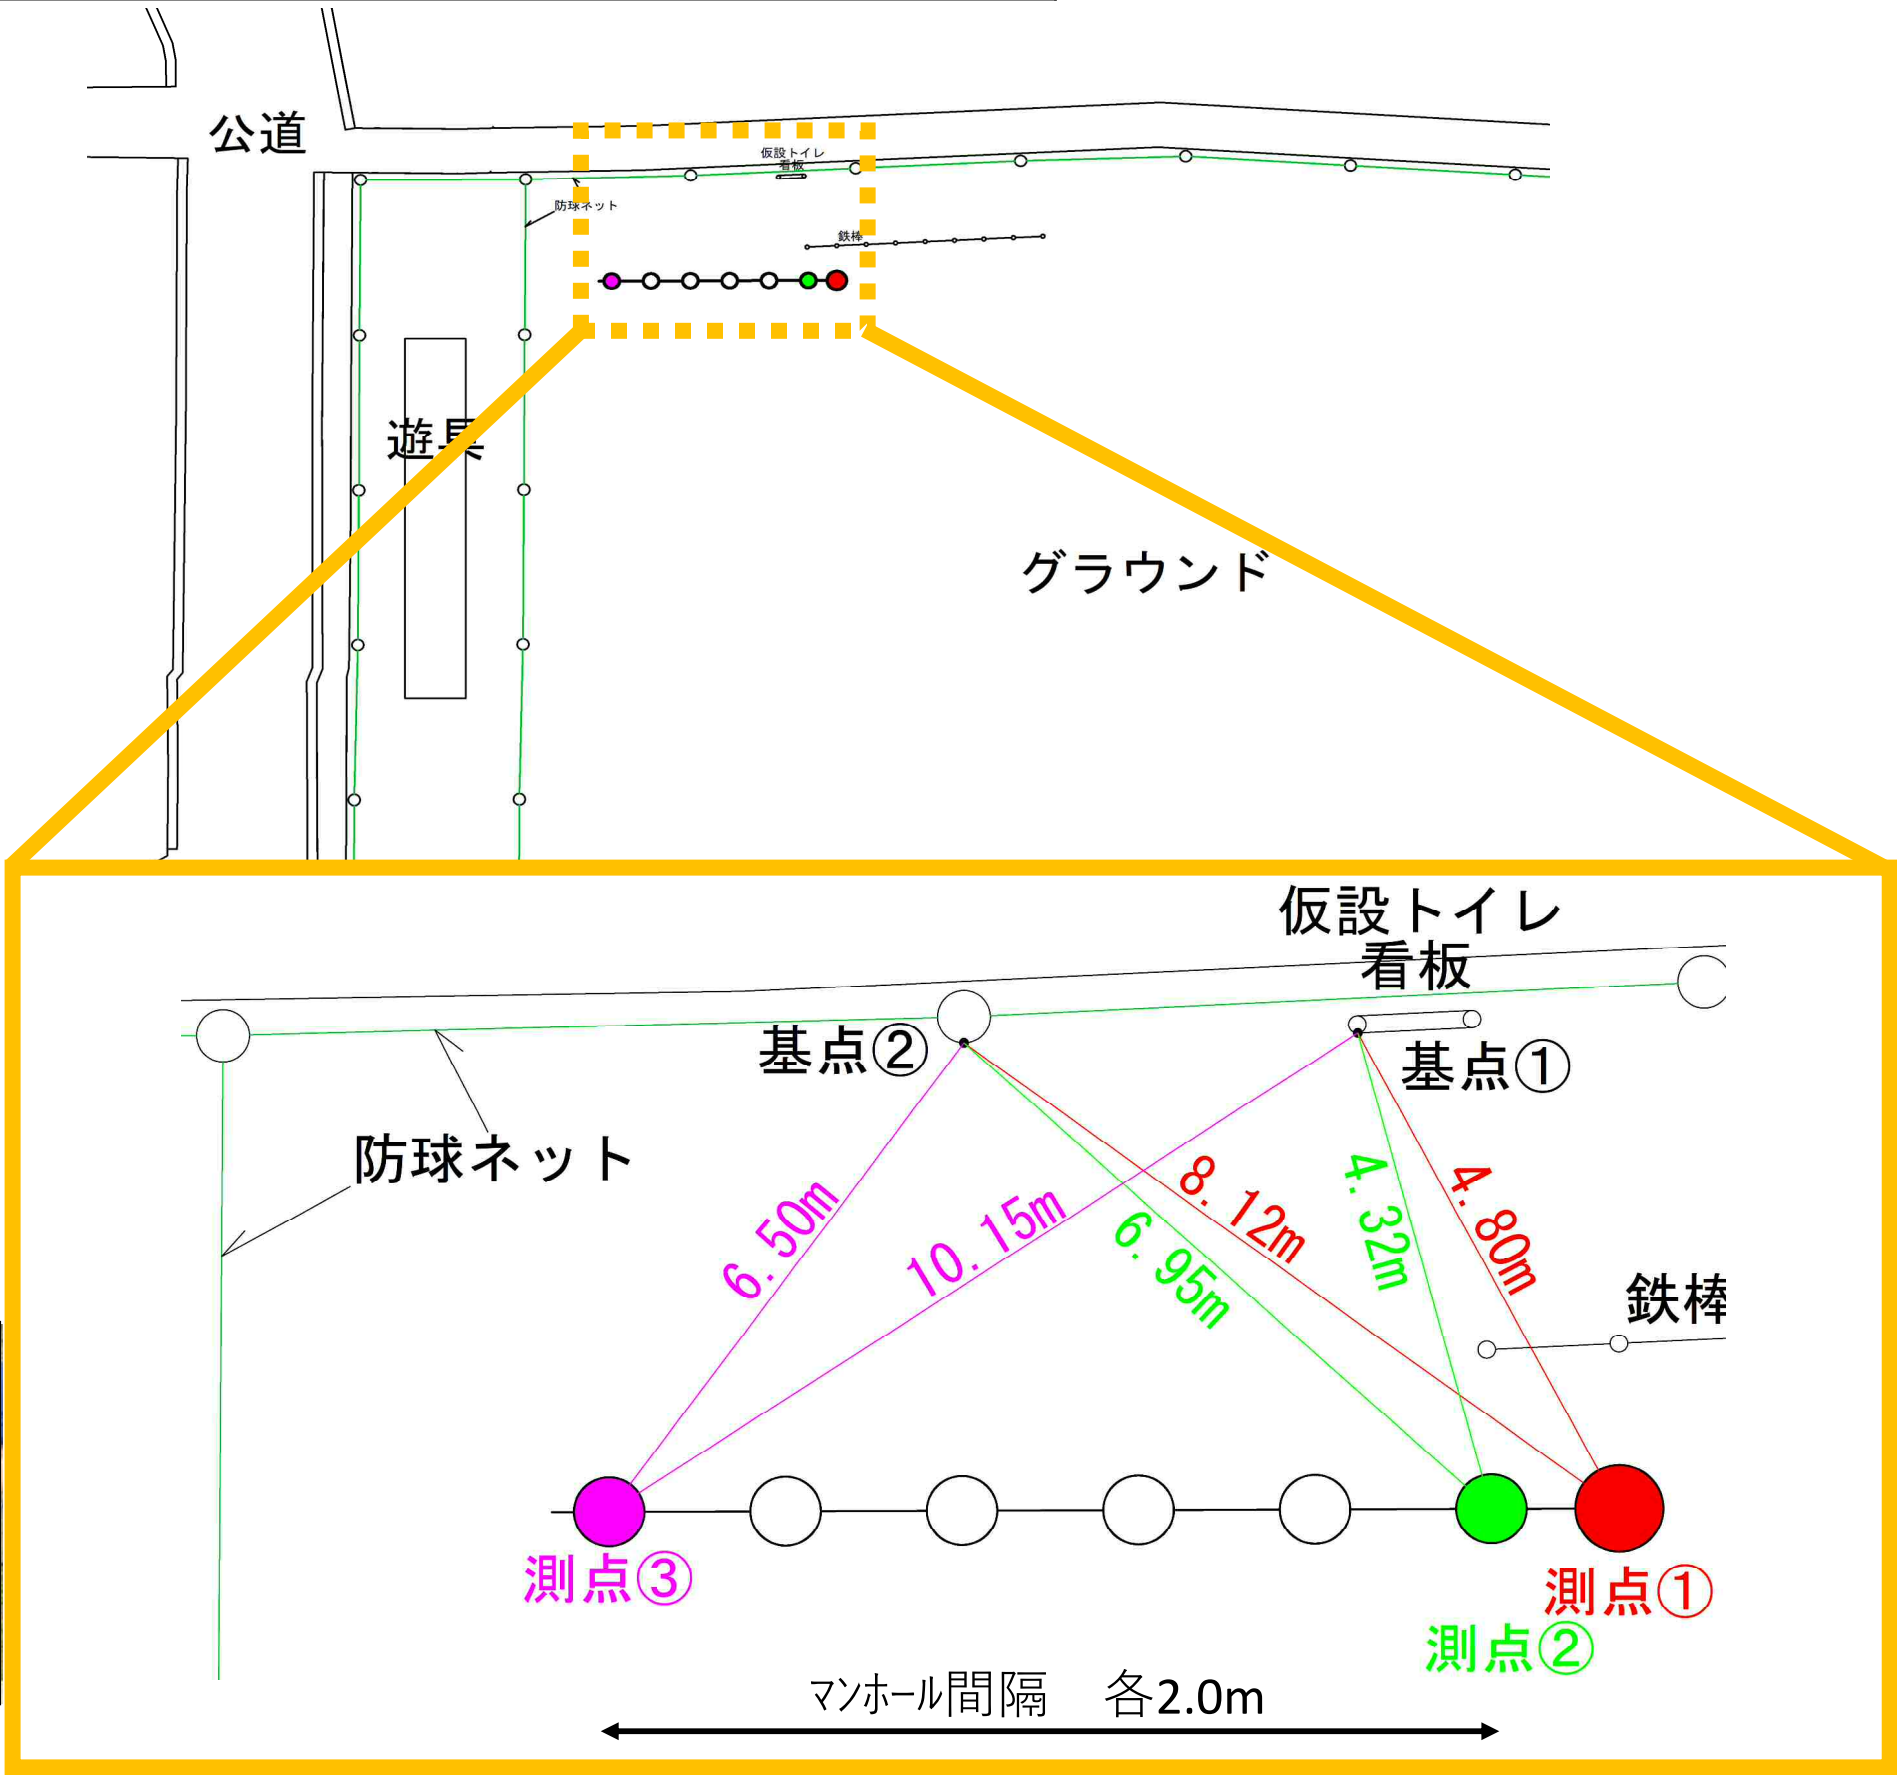 公道
仮設トイレ
看板
防球ネット
鉄棒
遊具
グラウンド
仮設トイレ
看板
基点②
基点①
防球ネット
6.50m
10.15m
6.95m
8.12m
4.32m
4.80m
鉄棒
測点③
測点①
測点②
マンホール間隔　各2.0m